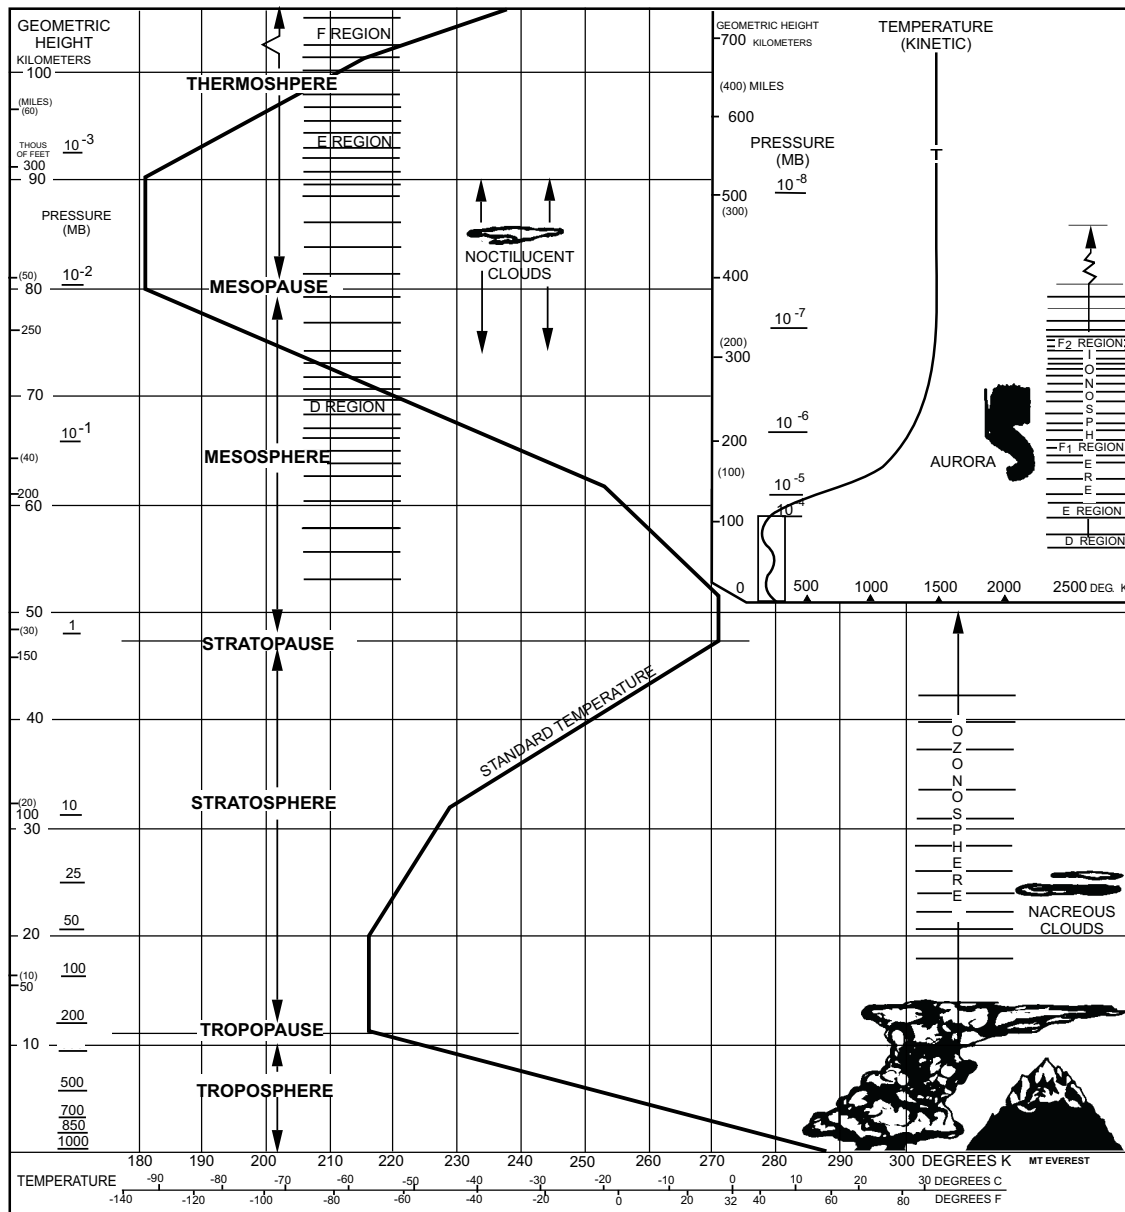 GEOMETRIC
HEIGHT
KILOMETERS
100
(MILES)
(60)
THOUS
OF FEET
10 -3
300
90
PRESSURE
(MB)
(50)
10 -2
80
250
70
10 -1
(40)
200
60
50
(30)
1
150
40
(20)
100
10
30
25
50
20
100
(10)
50
200
10
500
700
850
1000
F REGION
THERMOSHPERE
E REGION
MESOPAUSE
D REGION
MESOSPHERE
STRATOPAUSE
STRATOSPHERE
TROPOPAUSE
TROPOSPHERE
NOCTILUCENT
CLOUDS
STANDARD TEMPERATURE
GEOMETRIC HEIGHT
700
KILOMETERS
(400) MILES
600
PRESSURE
(MB)
10 -8
500
(300)
400
10 -7
(200)
300
10 -6
200
(100)
10 -5
10 -4
100
0
500 1000 1500 2000 2500 DEG. K
TEMPERATURE
(KINETIC)
T
AURORA
F2 REGION
IONOSPHERE
F1 REGION
E REGION
D REGION
OZONOSPHERE
NACREOUS
CLOUDS
MT EVEREST
180 190 200 210 220 230 240 250 260 270 280 290 300 DEGREES K
TEMPERATURE
-90 -80 -70 -60 -50 -40 -30 -20 -10 0 10 20 30 DEGREES C
-140 -120 -100 -80 -60 -40 -20 0 20 32 40 60 80 DEGREES F